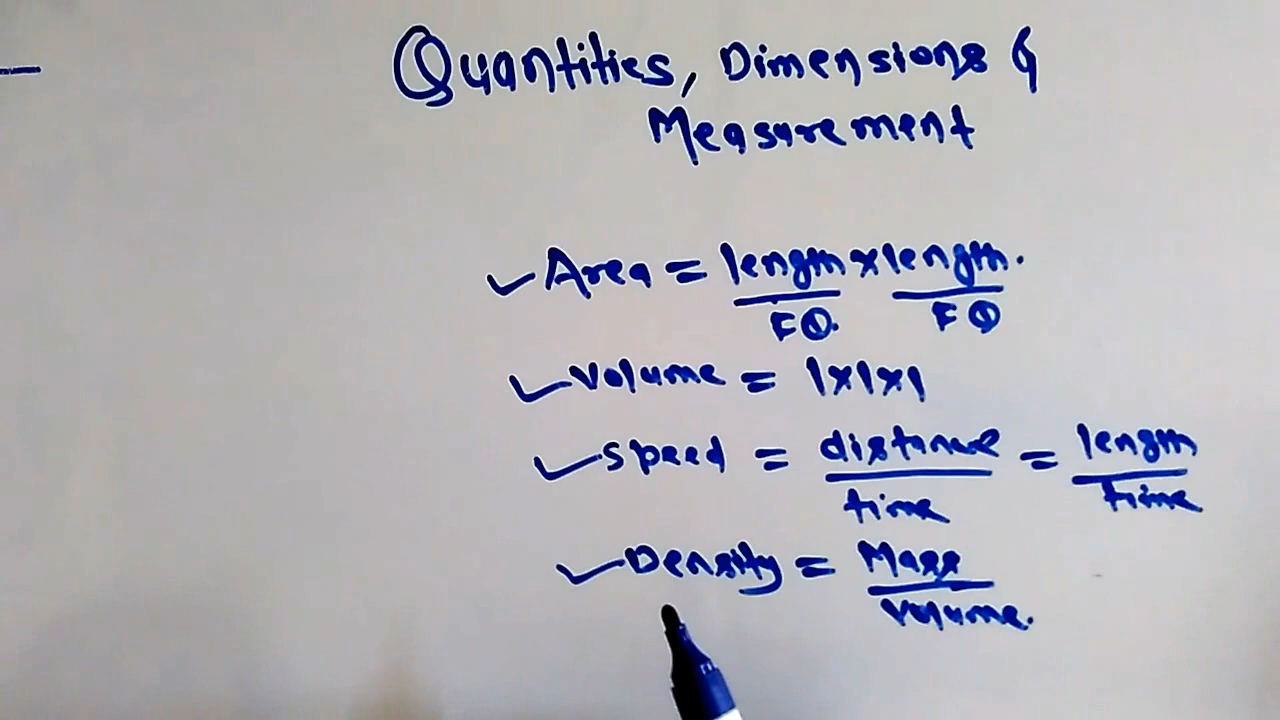 Quantities, Dimensions &
Measurement
✓ Area = length × length.
FQ. FQ
✓ Volume = l×l×l
✓ Speed = distance = length
time time
✓ Density = Mass
Volume.